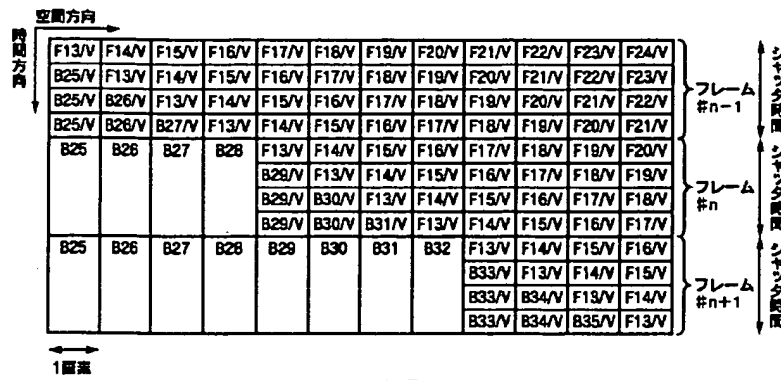 空間方向
時間方向
F13/V F14/V F15/V F16/V F17/V F18/V F19/V F20/V F21/V F22/V F23/V F24/V
B25/V F13/V F14/V F15/V F16/V F17/V F18/V F19/V F20/V F21/V F22/V F23/V
B25/V B26/V F13/V F14/V F15/V F16/V F17/V F18/V F19/V F20/V F21/V F22/V
B25/V B26/V B27/V F13/V F14/V F15/V F16/V F17/V F18/V F19/V F20/V F21/V
フレーム
#n-1
シャッタ期間
B25 B26 B27 B28 F13/V F14/V F15/V F16/V F17/V F18/V F19/V F20/V
B29/V F13/V F14/V F15/V F16/V F17/V F18/V F19/V
B29/V B30/V F13/V F14/V F15/V F16/V F17/V F18/V
B29/V B30/V B31/V F13/V F14/V F15/V F16/V F17/V
フレーム
#n
シャッタ期間
B25 B26 B27 B28 B29 B30 B31 B32 F13/V F14/V F15/V F16/V
B33/V F13/V F14/V F15/V
B33/V B34/V F13/V F14/V
B33/V B34/V B35/V F13/V
フレーム
#n+1
シャッタ期間
1画素